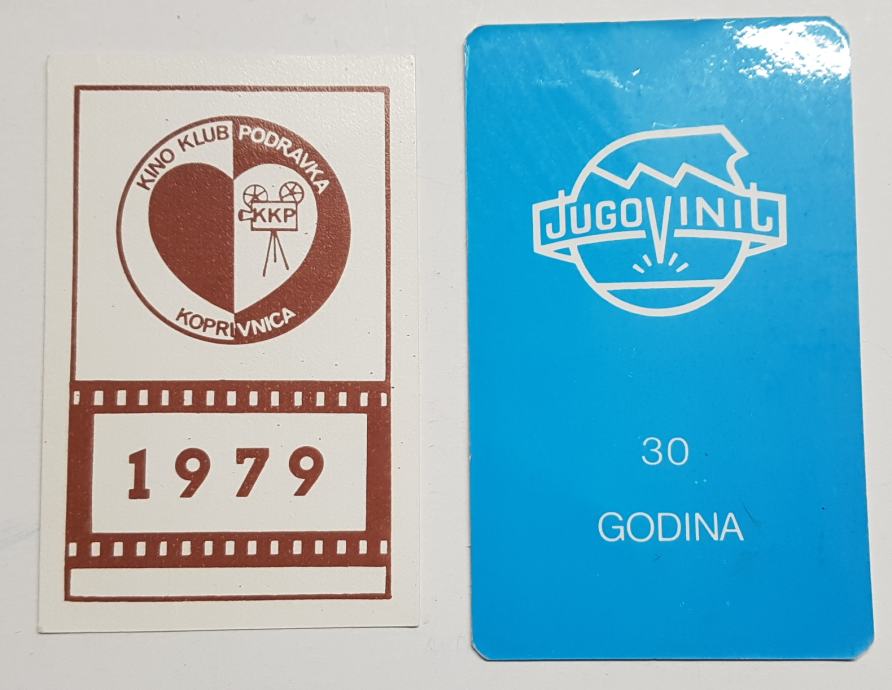 KINO KLUB PODRAVKA
KKP
KOPRIVNICA
1979
JUGOVINIL
30
GODINA